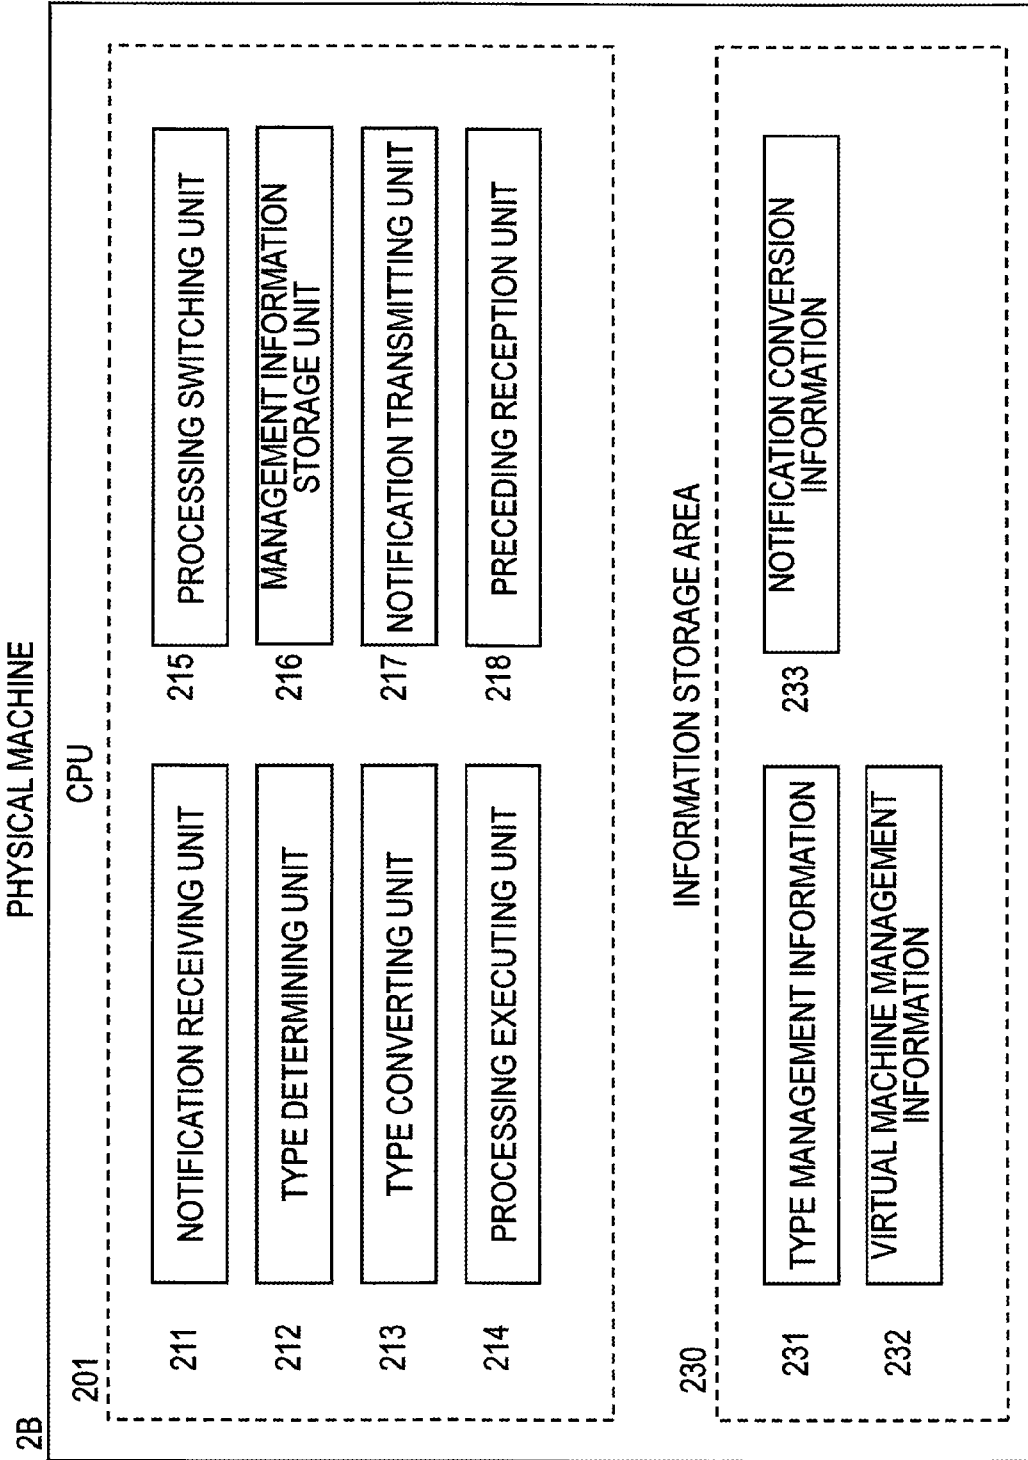 2B
PHYSICAL MACHINE
201
CPU
211
NOTIFICATION RECEIVING UNIT
212
TYPE DETERMINING UNIT
213
TYPE CONVERTING UNIT
214
PROCESSING EXECUTING UNIT
215
PROCESSING SWITCHING UNIT
216
MANAGEMENT INFORMATION
STORAGE UNIT
217
NOTIFICATION TRANSMITTING UNIT
218
PRECEDING RECEPTION UNIT
230
INFORMATION STORAGE AREA
231
TYPE MANAGEMENT INFORMATION
232
VIRTUAL MACHINE MANAGEMENT
INFORMATION
233
NOTIFICATION CONVERSION
INFORMATION